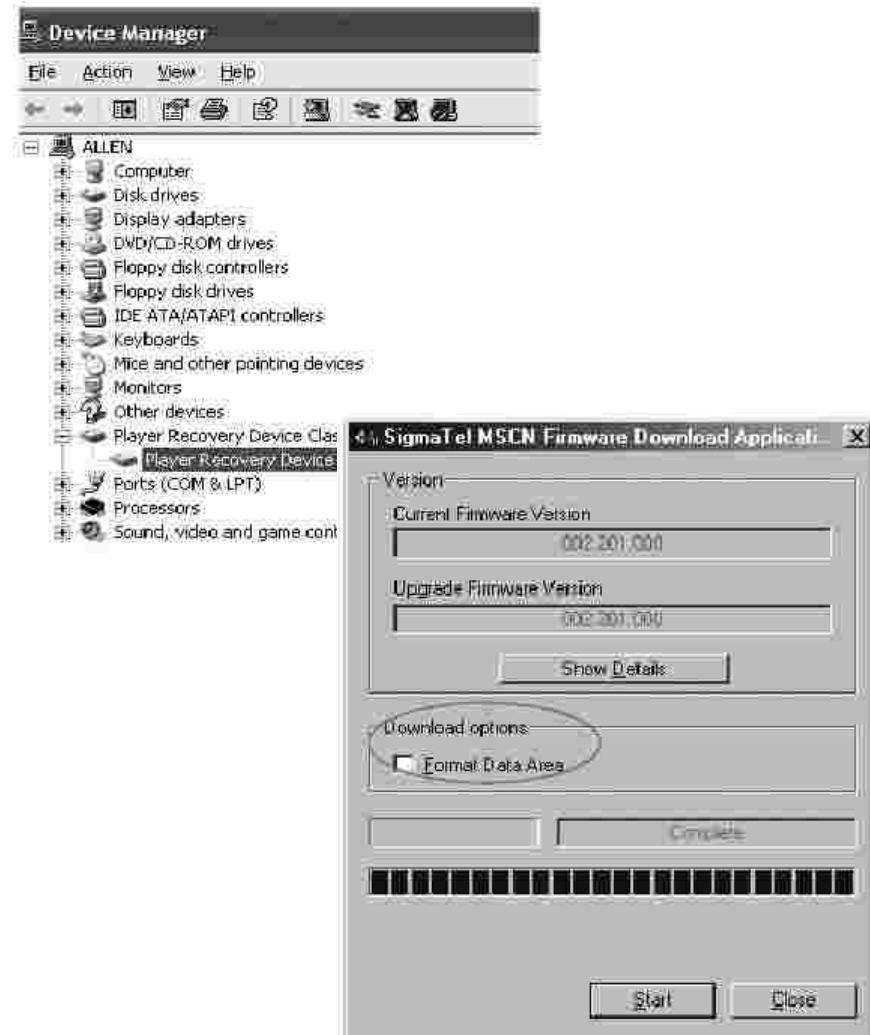 Device Manager
File Action View Help
ALLEN
Computer
Disk drives
Display adapters
DVD/CD-ROM drives
Floppy disk controllers
Floppy disk drives
IDE ATA/ATAPI controllers
Keyboards
Mice and other pointing devices
Monitors
Other devices
Player Recovery Device Clas
Player Recovery Device
Ports (COM & LPT)
Processors
Sound, video and game cont
SigmaTel MSCN Firmware Download Applicati...
Version
Current Firmware Version
002.201.000
Upgrade Firmware Version
002.201.000
Show Details
Download options
Format Data Area
Complete
Start Close